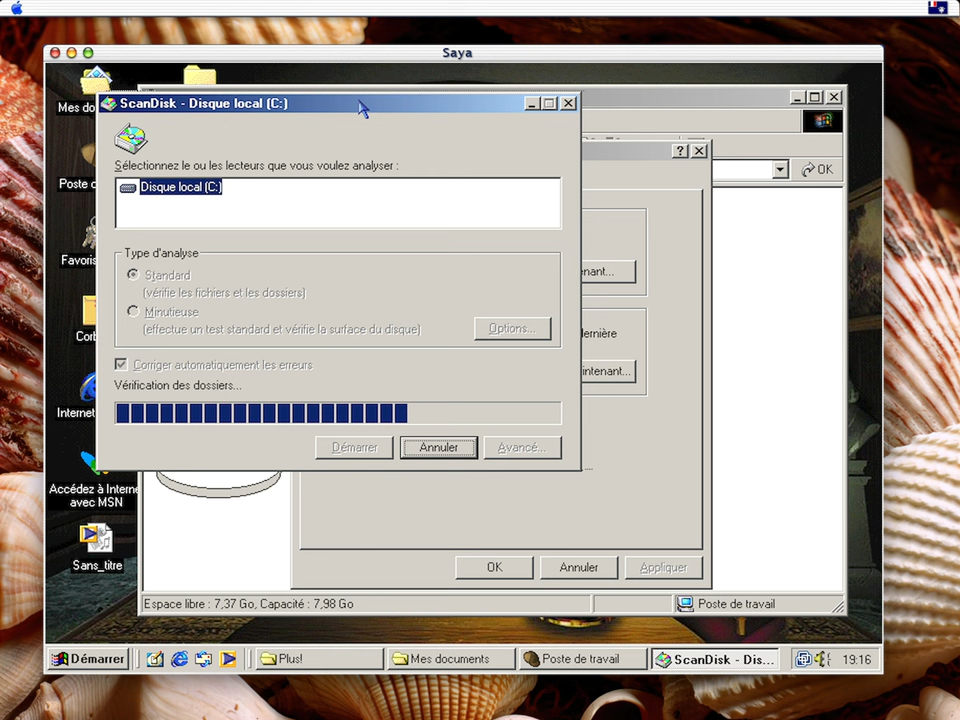 Saya
Mes do
Poste d
Favoris
Corb
Internet
Accédez à Interne
avec MSN
Sans_titre
ScanDisk - Disque local (C:)
Sélectionnez le ou les lecteurs que vous voulez analyser :
Disque local (C:)
Type d'analyse
Standard
(vérifie les fichiers et les dossiers)
Minutieuse
(effectue un test standard et vérifie la surface du disque)
Options...
Corriger automatiquement les erreurs
Vérification des dossiers...
Démarrer
Annuler
Avancé...
OK
enant...
dernière
intenant...
OK
Annuler
Appliquer
Espace libre : 7,37 Go, Capacité : 7,98 Go
Poste de travail
Démarrer
Plus!
Mes documents
Poste de travail
ScanDisk - Dis...
19:16